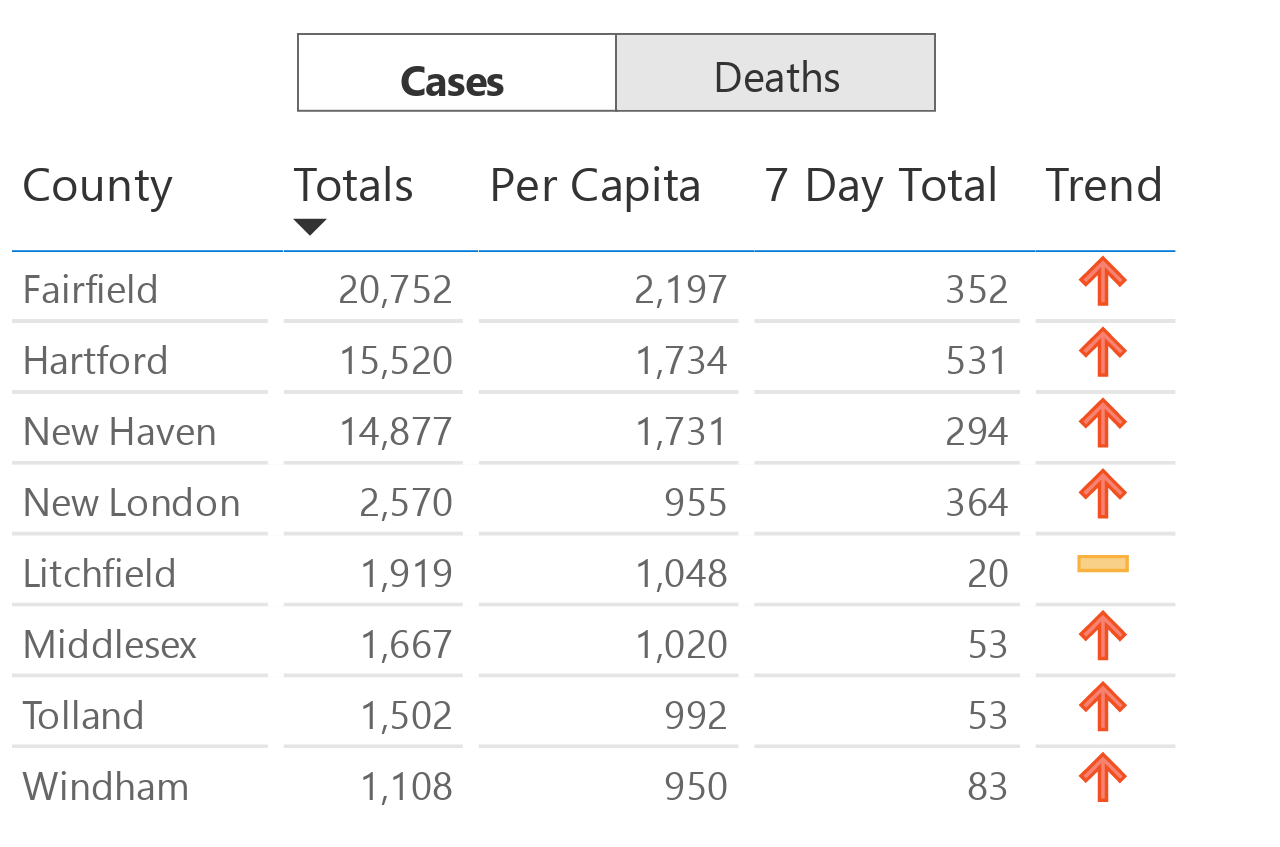 Cases Deaths
County Totals Per Capita 7 Day Total Trend
Fairfield 20,752 2,197 352
Hartford 15,520 1,734 531
New Haven 14,877 1,731 294
New London 2,570 955 364
Litchfield 1,919 1,048 20
Middlesex 1,667 1,020 53
Tolland 1,502 992 53
Windham 1,108 950 83